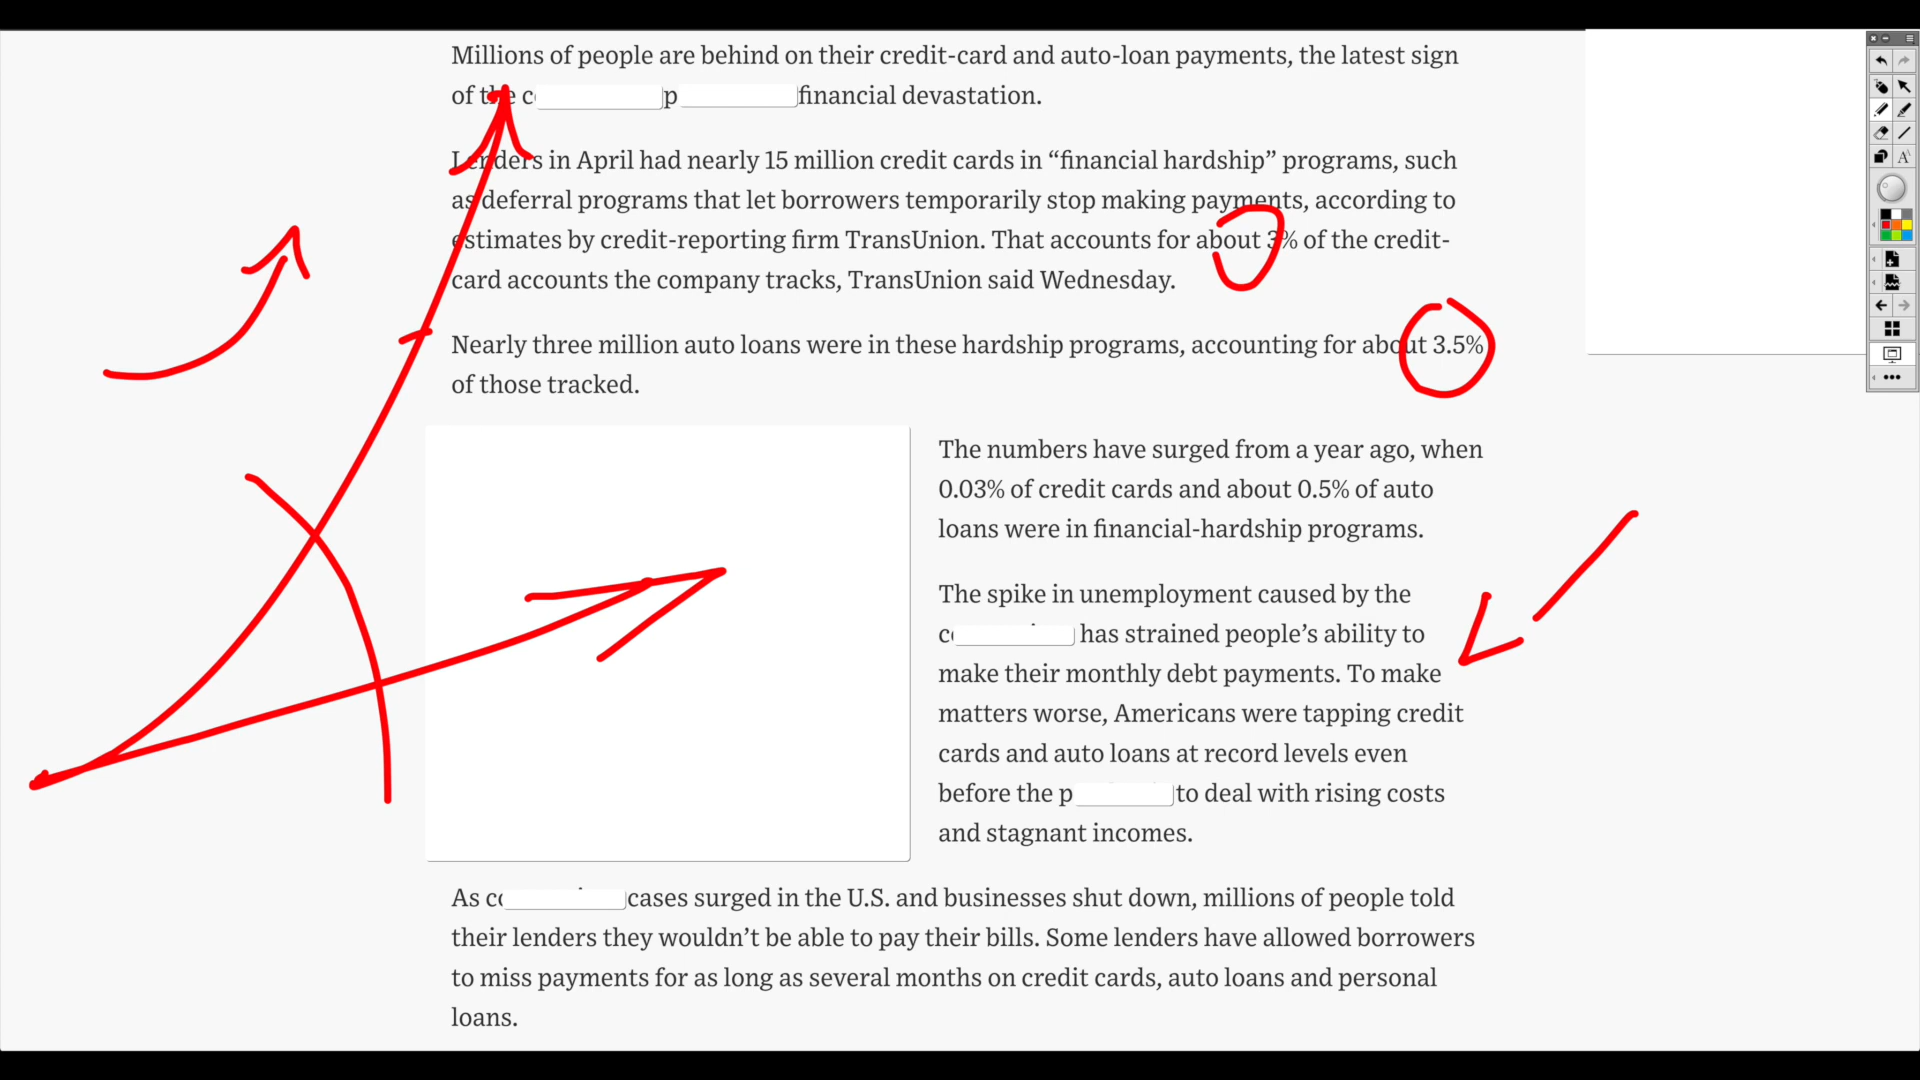 Millions of people are behind on their credit-card and auto-loan payments, the latest sign
of the c p financial devastation.
Lenders in April had nearly 15 million credit cards in “financial hardship” programs, such
as deferral programs that let borrowers temporarily stop making payments, according to
estimates by credit-reporting firm TransUnion. That accounts for about 3% of the credit-
card accounts the company tracks, TransUnion said Wednesday.
Nearly three million auto loans were in these hardship programs, accounting for about 3.5%
of those tracked.
The numbers have surged from a year ago, when
0.03% of credit cards and about 0.5% of auto
loans were in financial-hardship programs.
The spike in unemployment caused by the
c has strained people’s ability to
make their monthly debt payments. To make
matters worse, Americans were tapping credit
cards and auto loans at record levels even
before the p to deal with rising costs
and stagnant incomes.
As c cases surged in the U.S. and businesses shut down, millions of people told
their lenders they wouldn’t be able to pay their bills. Some lenders have allowed borrowers
to miss payments for as long as several months on credit cards, auto loans and personal
loans.